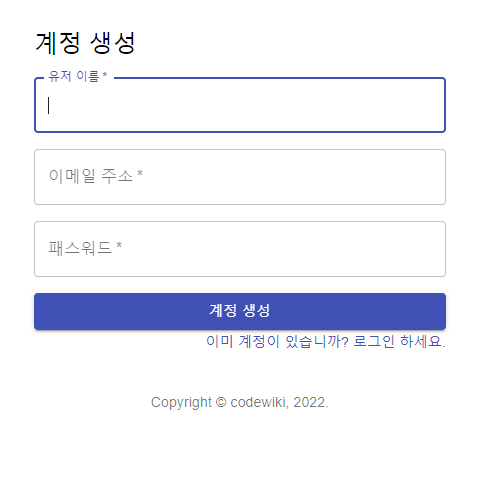 계정 생성
유저 이름 *
이메일 주소 *
패스워드 *
계정 생성
이미 계정이 있습니까? 로그인 하세요.
Copyright © codewiki, 2022.